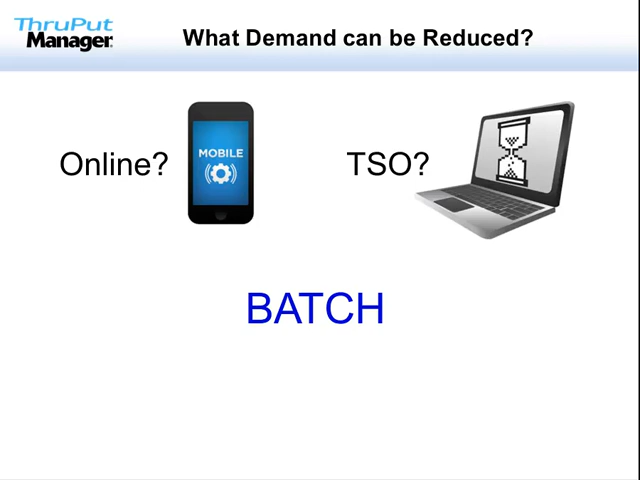 ThruPut
Manager
What Demand can be Reduced?
Online?
MOBILE
TSO?
BATCH